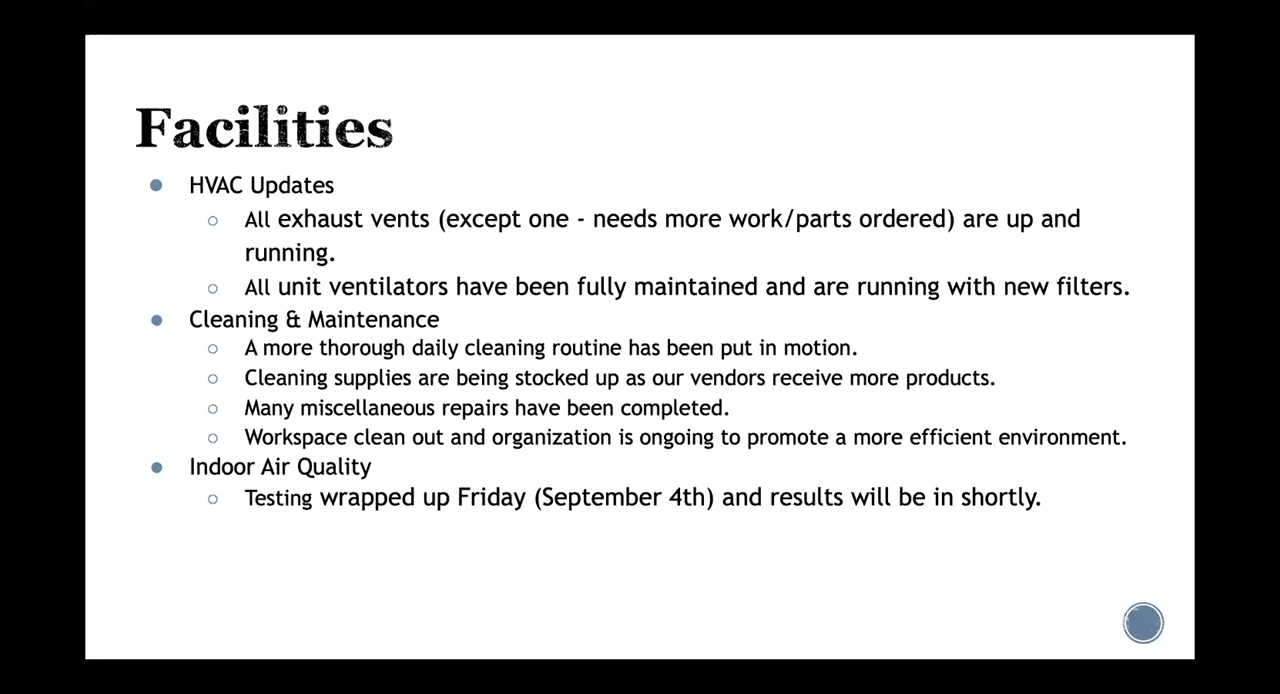 Facilities
HVAC Updates
All exhaust vents (except one - needs more work/parts ordered) are up and
running.
All unit ventilators have been fully maintained and are running with new filters.
Cleaning & Maintenance
A more thorough daily cleaning routine has been put in motion.
Cleaning supplies are being stocked up as our vendors receive more products.
Many miscellaneous repairs have been completed.
Workspace clean out and organization is ongoing to promote a more efficient environment.
Indoor Air Quality
Testing wrapped up Friday (September 4th) and results will be in shortly.